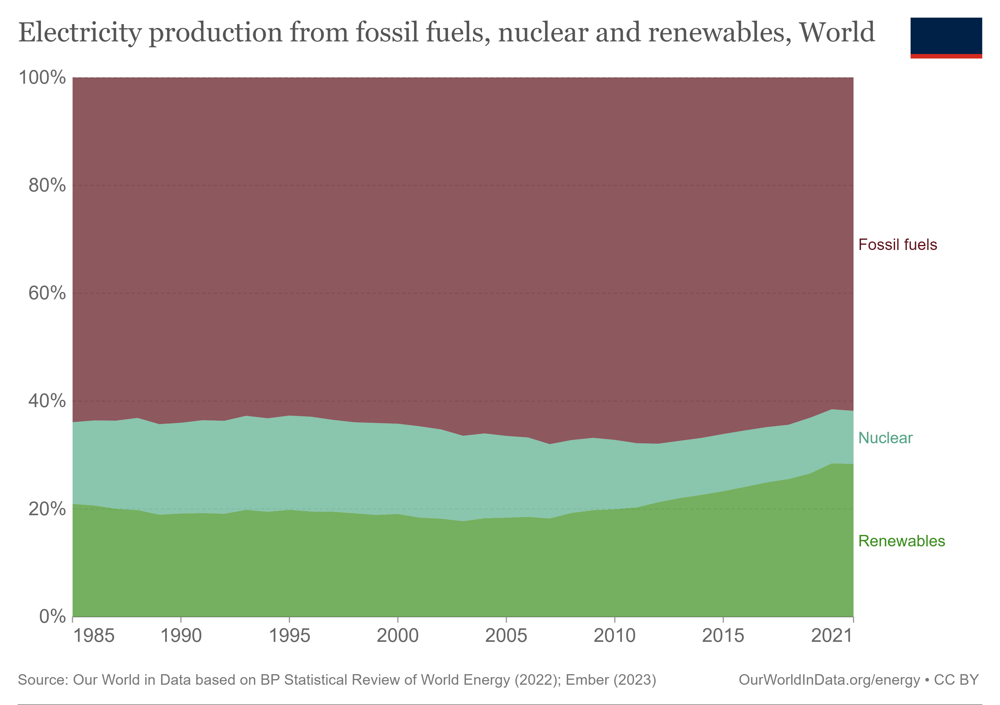 Electricity production from fossil fuels, nuclear and renewables, World
100%
80%
60%
40%
20%
0%
Fossil fuels
Nuclear
Renewables
1985 1990 1995 2000 2005 2010 2015 2021
Source: Our World in Data based on BP Statistical Review of World Energy (2022); Ember (2023)
OurWorldInData.org/energy • CC BY